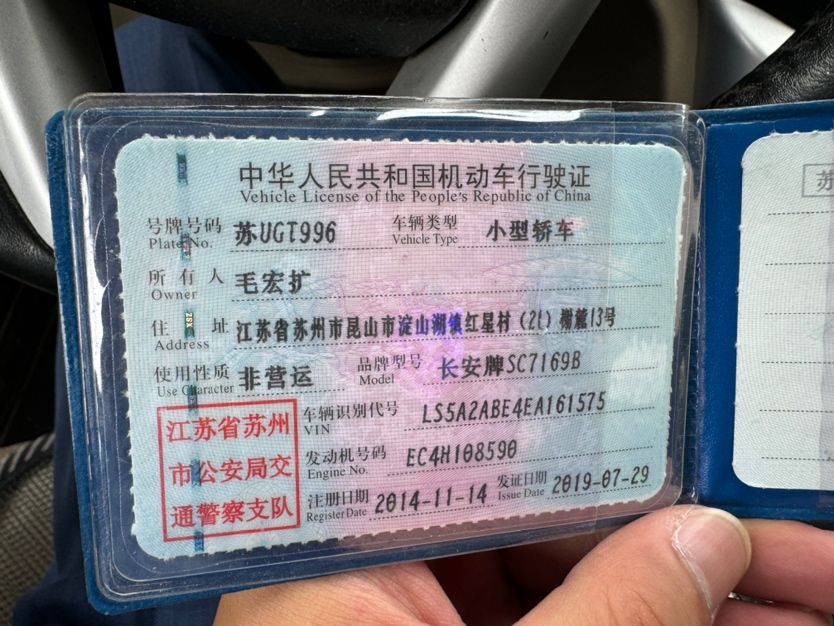 中华人民共和国机动车行驶证
Vehicle License of the People's Republic of China
号牌号码 苏UGT996 车辆类型 小型轿车
Plate No. Vehicle Type
所有人 毛宏扩
Owner
住址 江苏省苏州市昆山市淀山湖镇红星村(21)榭麓13号
Address
使用性质 非营运 品牌型号 长安牌SC7169B
Use Character Model
江苏省苏州
市公安局交
通警察支队
车辆识别代号 LS5A2ABE4EA161575
VIN
发动机号码 EC4H108590
Engine No.
注册日期 2014-11-14 发证日期 2019-07-29
Register Date Issue Date
苏